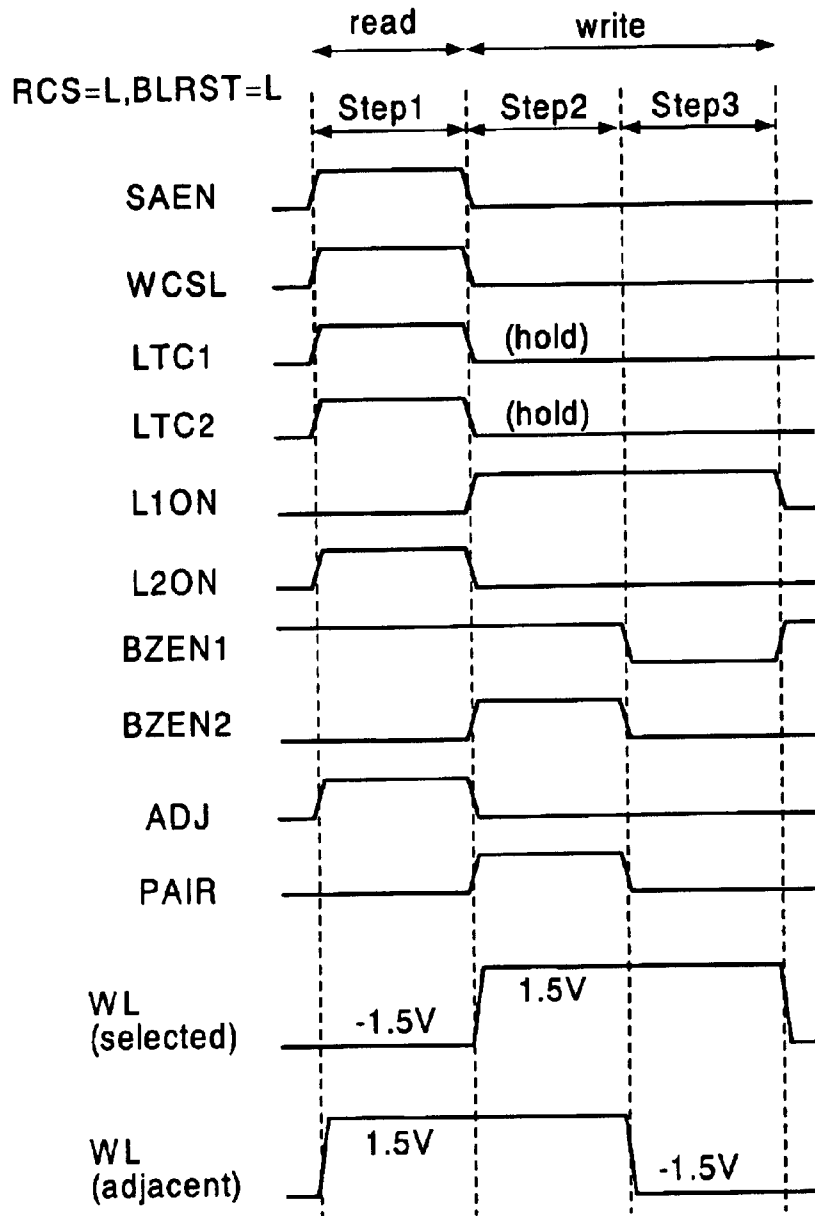 read write
RCS=L,BLRST=L
Step1 Step2 Step3
SAEN
WCSL
LTC1 (hold)
LTC2 (hold)
L1ON
L2ON
BZEN1
BZEN2
ADJ
PAIR
WL
(selected)
-1.5V 1.5V
WL
(adjacent)
1.5V -1.5V